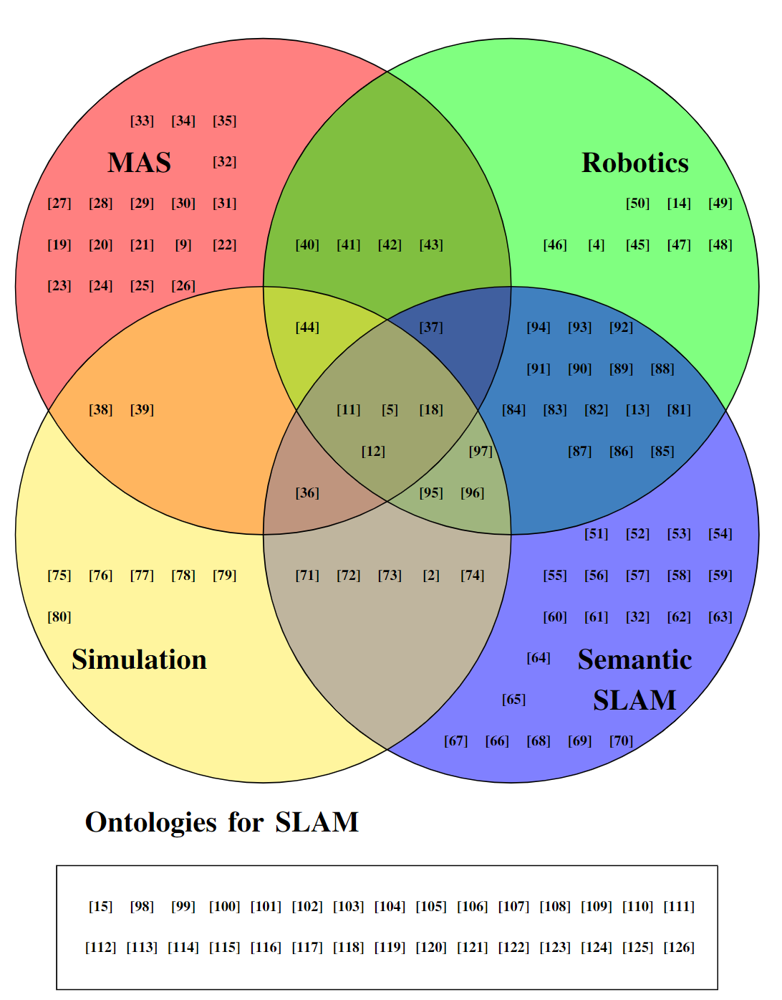 [33] [34] [35]
MAS [32] Robotics
[27] [28] [29] [30] [31] [50] [14] [49]
[19] [20] [21] [9] [22] [40] [41] [42] [43] [46] [4] [45] [47] [48]
[23] [24] [25] [26]
[44] [37] [94] [93] [92]
[91] [90] [89] [88]
[38] [39] [11] [5] [18] [84] [83] [82] [13] [81]
[12] [97] [87] [86] [85]
[36] [95] [96]
[51] [52] [53] [54]
[75] [76] [77] [78] [79] [71] [72] [73] [2] [74] [55] [56] [57] [58] [59]
[80] [60] [61] [32] [62] [63]
Simulation [64] Semantic
[65] SLAM
[67] [66] [68] [69] [70]
Ontologies for SLAM
[15] [98] [99] [100] [101] [102] [103] [104] [105] [106] [107] [108] [109] [110] [111]
[112] [113] [114] [115] [116] [117] [118] [119] [120] [121] [122] [123] [124] [125] [126]